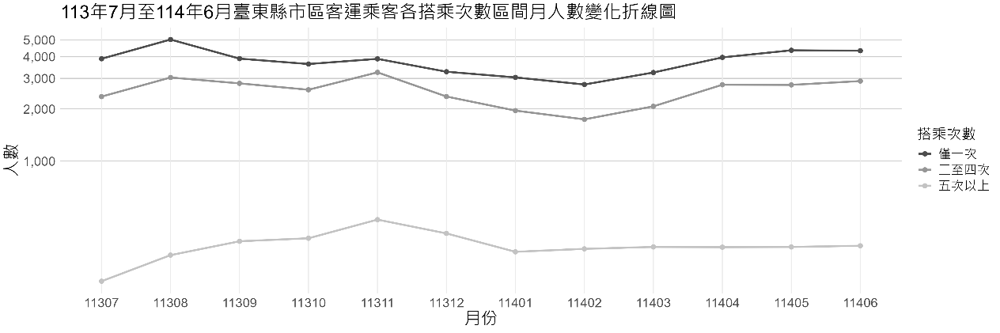 113年7月至114年6月臺東縣市區客運乘客各搭乘次數區間月人數變化折線圖
5,000
4,000
3,000
2,000
1,000
人數
11307 11308 11309 11310 11311 11312 11401 11402 11403 11404 11405 11406
月份
搭乘次數
僅一次
二至四次
五次以上